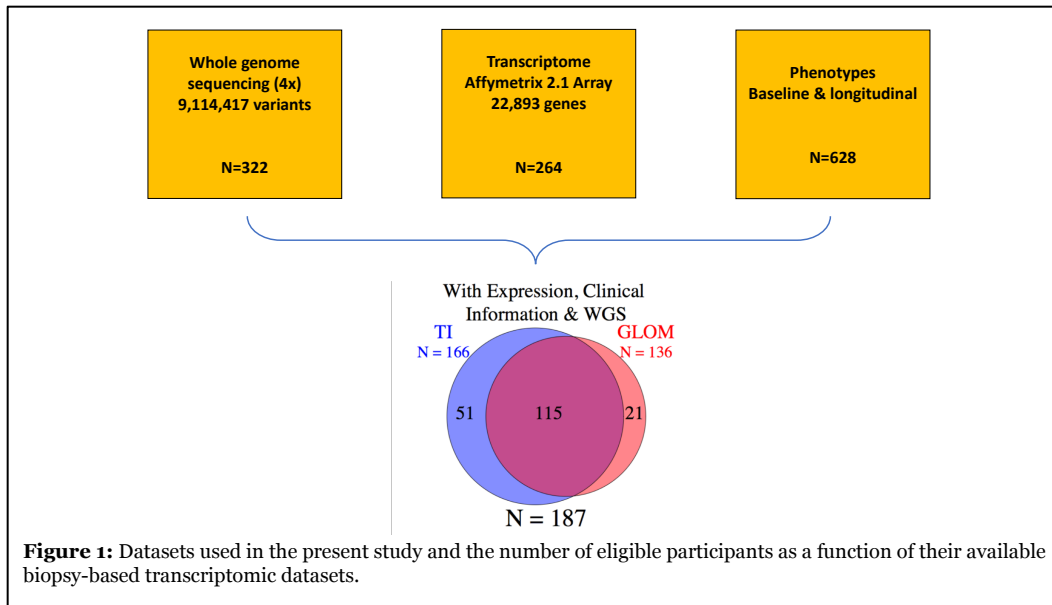 Whole genome
sequencing (4x)
9,114,417 variants
N=322
Transcriptome
Affymetrix 2.1 Array
22,893 genes
N=264
Phenotypes
Baseline & longitudinal
N=628
With Expression, Clinical
Information & WGS
TI
N = 166
GLOM
N = 136
51
115
21
N = 187
Figure 1: Datasets used in the present study and the number of eligible participants as a function of their available
biopsy-based transcriptomic datasets.